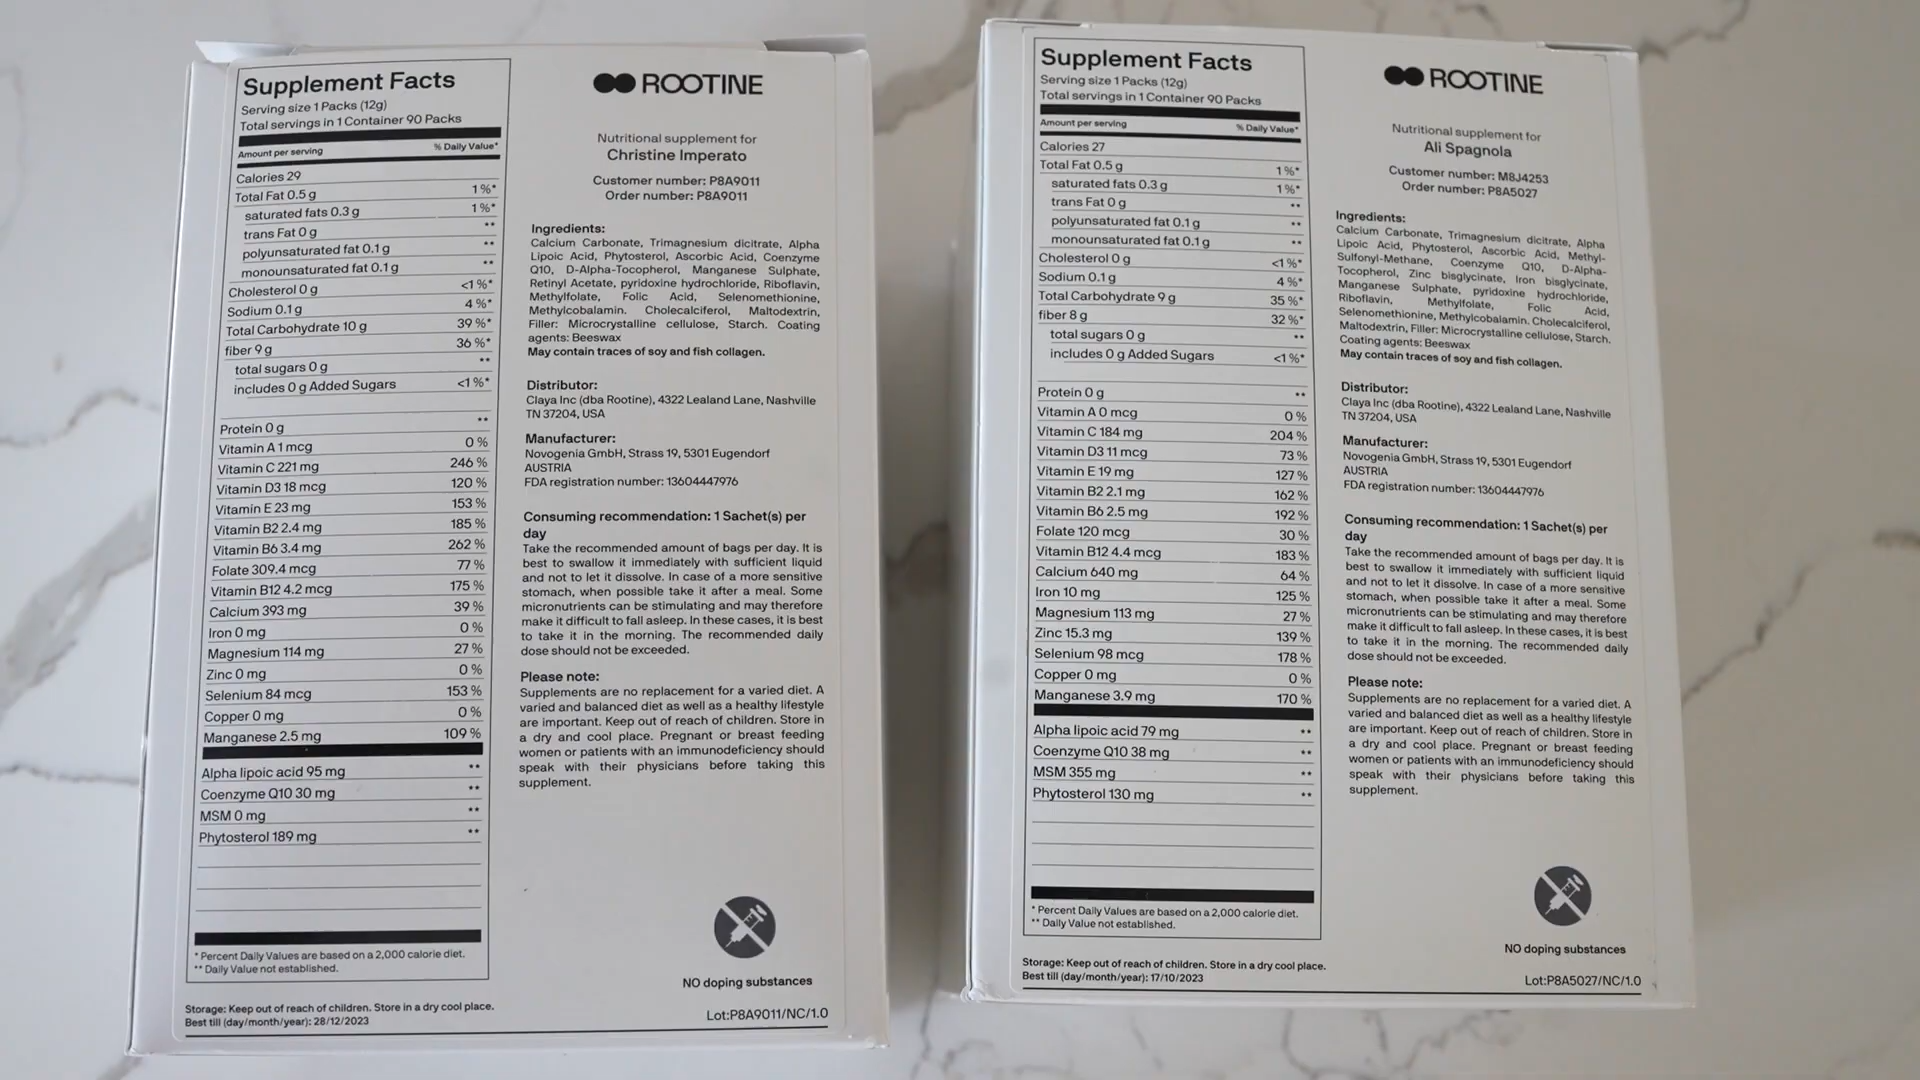 Supplement Facts
Serving size 1 Packs (12g)
Total servings in 1 Container 90 Packs
Amount per serving % Daily Value*
Calories 29
Total Fat 0.5 g 1 %*
saturated fats 0.3 g 1 %*
trans Fat 0 g **
polyunsaturated fat 0.1 g **
monounsaturated fat 0.1 g **
Cholesterol 0 g <1 %*
Sodium 0.1 g 4 %*
Total Carbohydrate 10 g 39 %*
fiber 9 g 36 %*
total sugars 0 g **
includes 0 g Added Sugars <1 %*
Protein 0 g **
Vitamin A 1 mcg 0 %
Vitamin C 221 mg 246 %
Vitamin D3 18 mcg 120 %
Vitamin E 23 mg 153 %
Vitamin B2 2.4 mg 185 %
Vitamin B6 3.4 mg 262 %
Folate 309.4 mcg 77 %
Vitamin B12 4.2 mcg 175 %
Calcium 393 mg 39 %
Iron 0 mg 0 %
Magnesium 114 mg 27 %
Zinc 0 mg 0 %
Selenium 84 mcg 153 %
Copper 0 mg 0 %
Manganese 2.5 mg 109 %
Alpha lipoic acid 95 mg **
Coenzyme Q10 30 mg **
MSM 0 mg **
Phytosterol 189 mg **
* Percent Daily Values are based on a 2,000 calorie diet.
** Daily Value not established.
Storage: Keep out of reach of children. Store in a dry cool place.
Best till (day/month/year): 28/12/2023
ROOTINE
Nutritional supplement for
Christine Imperato
Customer number: P8A9011
Order number: P8A9011
Ingredients:
Calcium Carbonate, Trimagnesium dicitrate, Alpha
Lipoic Acid, Phytosterol, Ascorbic Acid, Coenzyme
Q10, D-Alpha-Tocopherol, Manganese Sulphate,
Retinyl Acetate, pyridoxine hydrochloride, Riboflavin,
Methylfolate, Folic Acid, Selenomethionine,
Methylcobalamin. Cholecalciferol, Maltodextrin,
Filler: Microcrystalline cellulose, Starch. Coating
agents: Beeswax
May contain traces of soy and fish collagen.
Distributor:
Claya Inc (dba Rootine), 4322 Lealand Lane, Nashville
TN 37204, USA
Manufacturer:
Novogenia GmbH, Strass 19, 5301 Eugendorf
AUSTRIA
FDA registration number: 13604447976
Consuming recommendation: 1 Sachet(s) per
day
Take the recommended amount of bags per day. It is
best to swallow it immediately with sufficient liquid
and not to let it dissolve. In case of a more sensitive
stomach, when possible take it after a meal. Some
micronutrients can be stimulating and may therefore
make it difficult to fall asleep. In these cases, it is best
to take it in the morning. The recommended daily
dose should not be exceeded.
Please note:
Supplements are no replacement for a varied diet. A
varied and balanced diet as well as a healthy lifestyle
are important. Keep out of reach of children. Store in
a dry and cool place. Pregnant or breast feeding
women or patients with an immunodeficiency should
speak with their physicians before taking this
supplement.
NO doping substances
Lot:P8A9011/NC/1.0
Supplement Facts
Serving size 1 Packs (12g)
Total servings in 1 Container 90 Packs
Amount per serving % Daily Value*
Calories 27
Total Fat 0.5 g 1 %*
saturated fats 0.3 g 1 %*
trans Fat 0 g **
polyunsaturated fat 0.1 g **
monounsaturated fat 0.1 g **
Cholesterol 0 g <1 %*
Sodium 0.1 g 4 %*
Total Carbohydrate 9 g 35 %*
fiber 8 g 32 %*
total sugars 0 g **
includes 0 g Added Sugars <1 %*
Protein 0 g **
Vitamin A 0 mcg 0 %
Vitamin C 184 mg 204 %
Vitamin D3 11 mcg 73 %
Vitamin E 19 mg 127 %
Vitamin B2 2.1 mg 162 %
Vitamin B6 2.5 mg 192 %
Folate 120 mcg 30 %
Vitamin B12 4.4 mcg 183 %
Calcium 640 mg 64 %
Iron 10 mg 125 %
Magnesium 113 mg 27 %
Zinc 15.3 mg 139 %
Selenium 98 mcg 178 %
Copper 0 mg 0 %
Manganese 3.9 mg 170 %
Alpha lipoic acid 79 mg **
Coenzyme Q10 38 mg **
MSM 355 mg **
Phytosterol 130 mg **
* Percent Daily Values are based on a 2,000 calorie diet.
** Daily Value not established.
Storage: Keep out of reach of children. Store in a dry cool place.
Best till (day/month/year): 17/10/2023
ROOTINE
Nutritional supplement for
Ali Spagnola
Customer number: M8J4253
Order number: P8A5027
Ingredients:
Calcium Carbonate, Trimagnesium dicitrate, Alpha
Lipoic Acid, Phytosterol, Ascorbic Acid, Methyl-
Sulfonyl-Methane, Coenzyme Q10, D-Alpha-
Tocopherol, Zinc bisglycinate, Iron bisglycinate,
Manganese Sulphate, pyridoxine hydrochloride,
Riboflavin, Methylfolate, Folic Acid,
Selenomethionine, Methylcobalamin. Cholecalciferol,
Maltodextrin, Filler: Microcrystalline cellulose, Starch.
Coating agents: Beeswax
May contain traces of soy and fish collagen.
Distributor:
Claya Inc (dba Rootine), 4322 Lealand Lane, Nashville
TN 37204, USA
Manufacturer:
Novogenia GmbH, Strass 19, 5301 Eugendorf
AUSTRIA
FDA registration number: 13604447976
Consuming recommendation: 1 Sachet(s) per
day
Take the recommended amount of bags per day. It is
best to swallow it immediately with sufficient liquid
and not to let it dissolve. In case of a more sensitive
stomach, when possible take it after a meal. Some
micronutrients can be stimulating and may therefore
make it difficult to fall asleep. In these cases, it is best
to take it in the morning. The recommended daily
dose should not be exceeded.
Please note:
Supplements are no replacement for a varied diet. A
varied and balanced diet as well as a healthy lifestyle
are important. Keep out of reach of children. Store in
a dry and cool place. Pregnant or breast feeding
women or patients with an immunodeficiency should
speak with their physicians before taking this
supplement.
NO doping substances
Lot:P8A5027/NC/1.0